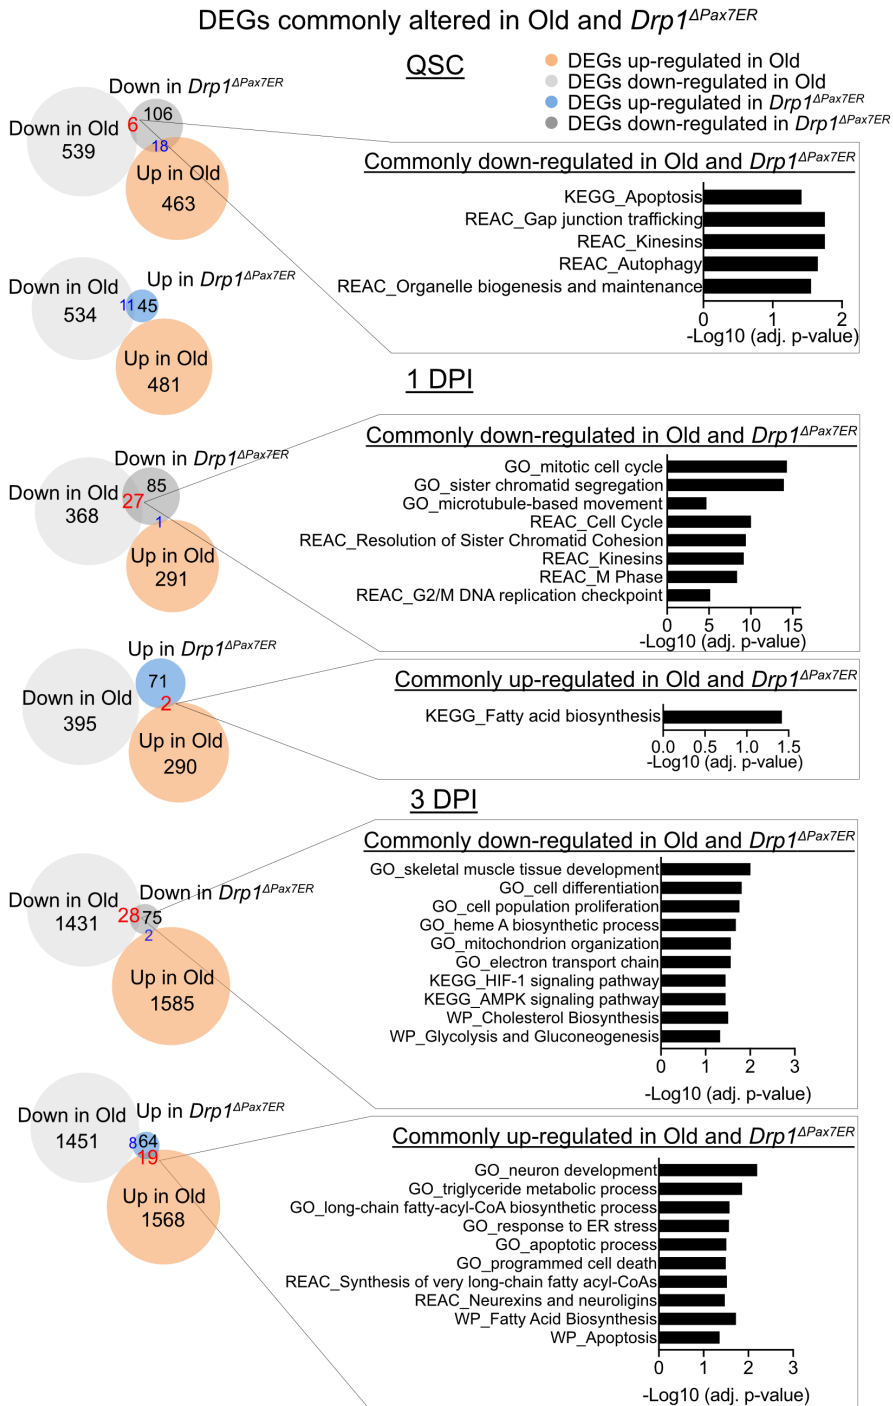 DEGs commonly altered in Old and Drp1ΔPax7ER
QSC
DEGs up-regulated in Old
DEGs down-regulated in Old
DEGs up-regulated in Drp1ΔPax7ER
DEGs down-regulated in Drp1ΔPax7ER
Down in Drp1ΔPax7ER
106
Down in Old
539
6
18
Up in Old
463
Commonly down-regulated in Old and Drp1ΔPax7ER
KEGG_Apoptosis
REAC_Gap junction trafficking
REAC_Kinesins
REAC_Autophagy
REAC_Organelle biogenesis and maintenance
0 1 2
-Log10 (adj. p-value)
Up in Drp1ΔPax7ER
Down in Old
534
11
45
Up in Old
481
1 DPI
Down in Drp1ΔPax7ER
85
Down in Old
368
27
1
Up in Old
291
Commonly down-regulated in Old and Drp1ΔPax7ER
GO_mitotic cell cycle
GO_sister chromatid segregation
GO_microtubule-based movement
REAC_Cell Cycle
REAC_Resolution of Sister Chromatid Cohesion
REAC_Kinesins
REAC_M Phase
REAC_G2/M DNA replication checkpoint
0 5 10 15
-Log10 (adj. p-value)
Up in Drp1ΔPax7ER
71
Down in Old
395
2
Up in Old
290
Commonly up-regulated in Old and Drp1ΔPax7ER
KEGG_Fatty acid biosynthesis
0.0 0.5 1.0 1.5
-Log10 (adj. p-value)
3 DPI
Down in Drp1ΔPax7ER
Down in Old
1431
28
75
2
Up in Old
1585
Commonly down-regulated in Old and Drp1ΔPax7ER
GO_skeletal muscle tissue development
GO_cell differentiation
GO_cell population proliferation
GO_heme A biosynthetic process
GO_mitochondrion organization
GO_electron transport chain
KEGG_HIF-1 signaling pathway
KEGG_AMPK signaling pathway
WP_Cholesterol Biosynthesis
WP_Glycolysis and Gluconeogenesis
0 1 2 3
-Log10 (adj. p-value)
Up in Drp1ΔPax7ER
Down in Old
1451
8
64
19
Up in Old
1568
Commonly up-regulated in Old and Drp1ΔPax7ER
GO_neuron development
GO_triglyceride metabolic process
GO_long-chain fatty-acyl-CoA biosynthetic process
GO_response to ER stress
GO_apoptotic process
GO_programmed cell death
REAC_Synthesis of very long-chain fatty acyl-CoAs
REAC_Neurexins and neuroligins
WP_Fatty Acid Biosynthesis
WP_Apoptosis
0 1 2 3
-Log10 (adj. p-value)